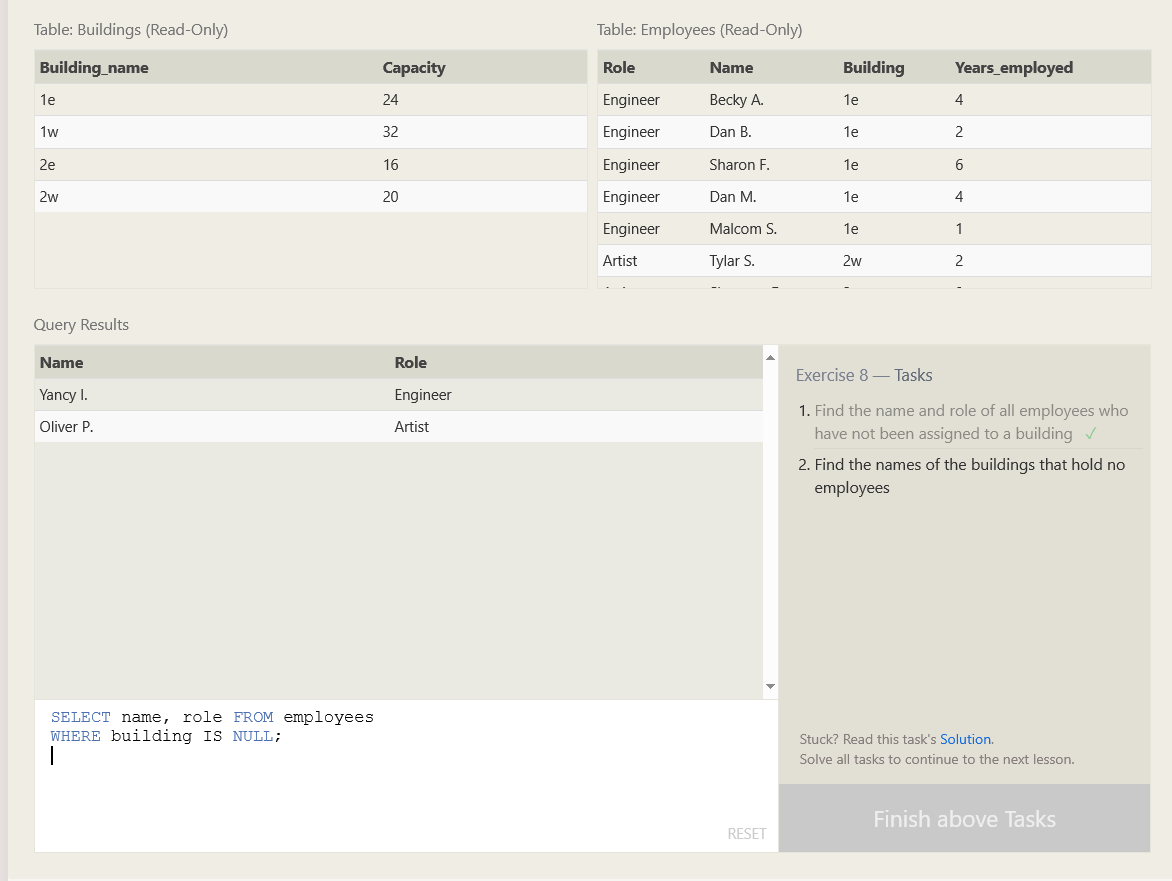 Table: Buildings (Read-Only)
Building_name Capacity
1e 24
1w 32
2e 16
2w 20
Table: Employees (Read-Only)
Role Name Building Years_employed
Engineer Becky A. 1e 4
Engineer Dan B. 1e 2
Engineer Sharon F. 1e 6
Engineer Dan M. 1e 4
Engineer Malcom S. 1e 1
Artist Tylar S. 2w 2
Query Results
Name Role
Yancy I. Engineer
Oliver P. Artist
SELECT name, role FROM employees
WHERE building IS NULL;
RESET
Exercise 8 — Tasks
1. Find the name and role of all employees who
have not been assigned to a building ✓
2. Find the names of the buildings that hold no
employees
Stuck? Read this task's Solution.
Solve all tasks to continue to the next lesson.
Finish above Tasks